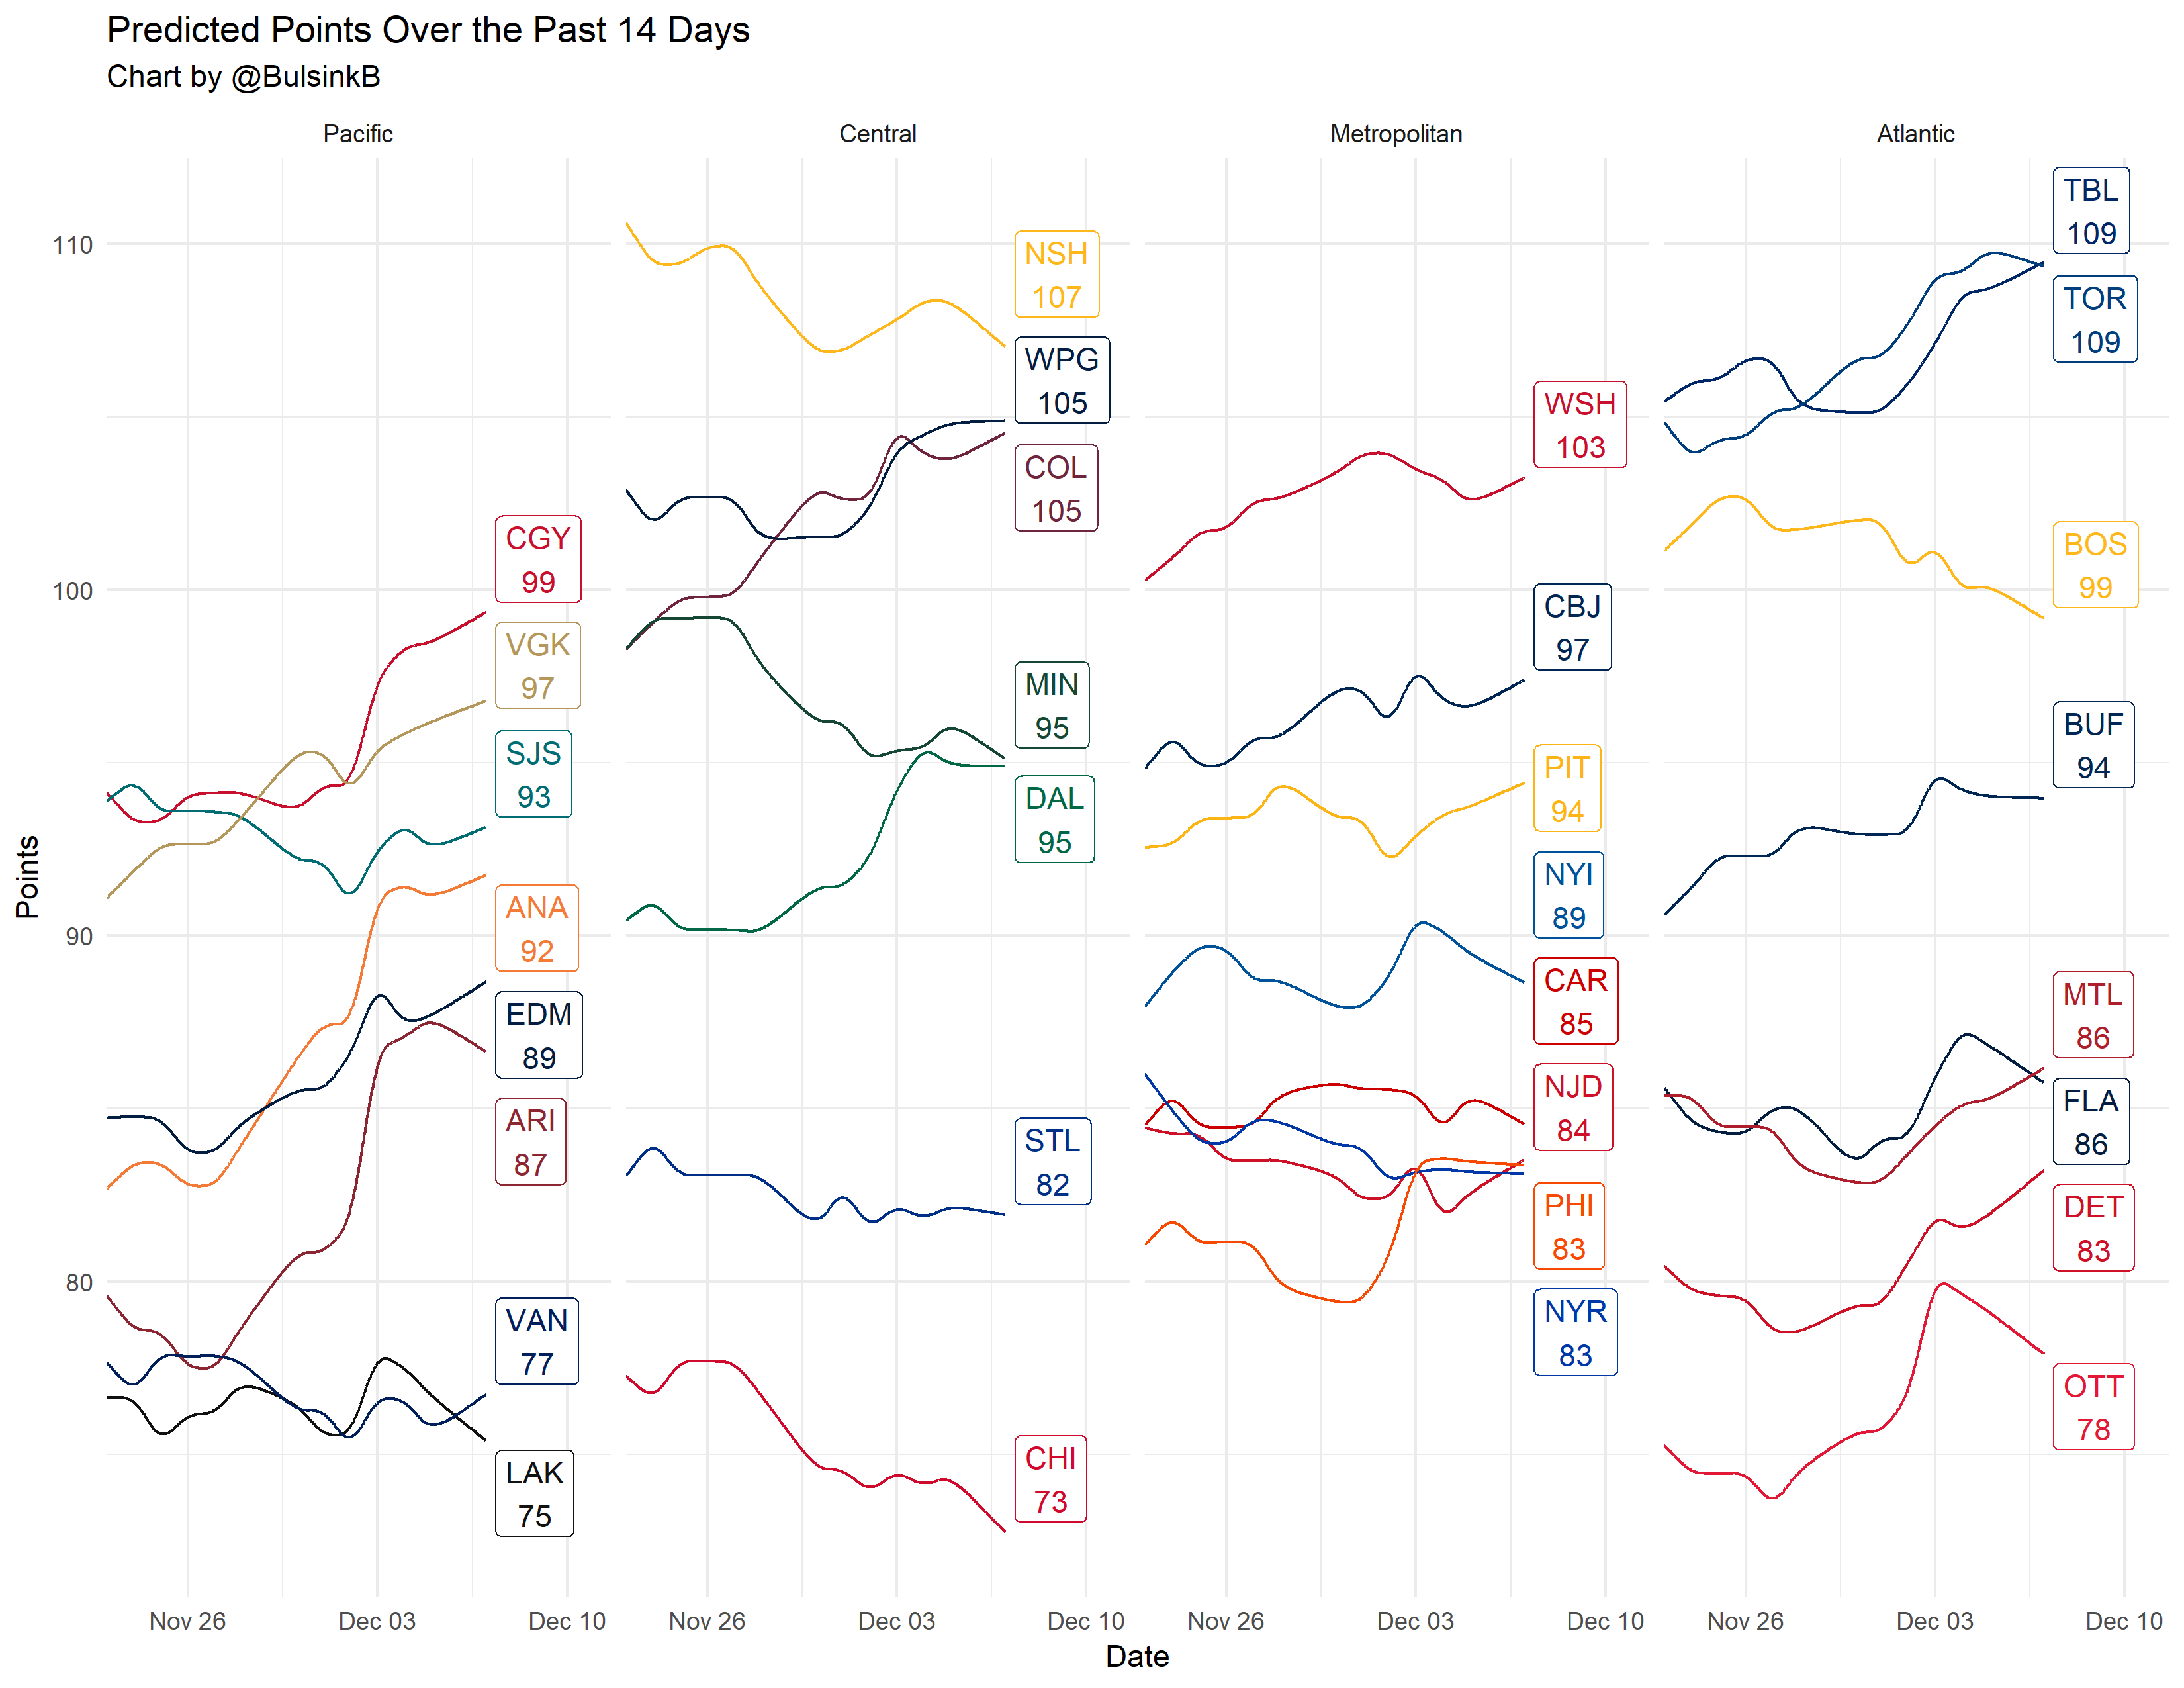 Predicted Points Over the Past 14 Days
Chart by @BulsinkB
Pacific
Central
Metropolitan
Atlantic
Points
110
100
90
80
CGY
99
VGK
97
SJS
93
ANA
92
EDM
89
ARI
87
VAN
77
LAK
75
NSH
107
WPG
105
COL
105
MIN
95
DAL
95
STL
82
CHI
73
WSH
103
CBJ
97
PIT
94
NYI
89
CAR
85
NJD
84
PHI
83
NYR
83
TBL
109
TOR
109
BOS
99
BUF
94
MTL
86
FLA
86
DET
83
OTT
78
Nov 26 Dec 03 Dec 10 Nov 26 Dec 03 Dec 10 Nov 26 Dec 03 Dec 10 Nov 26 Dec 03 Dec 10
Date